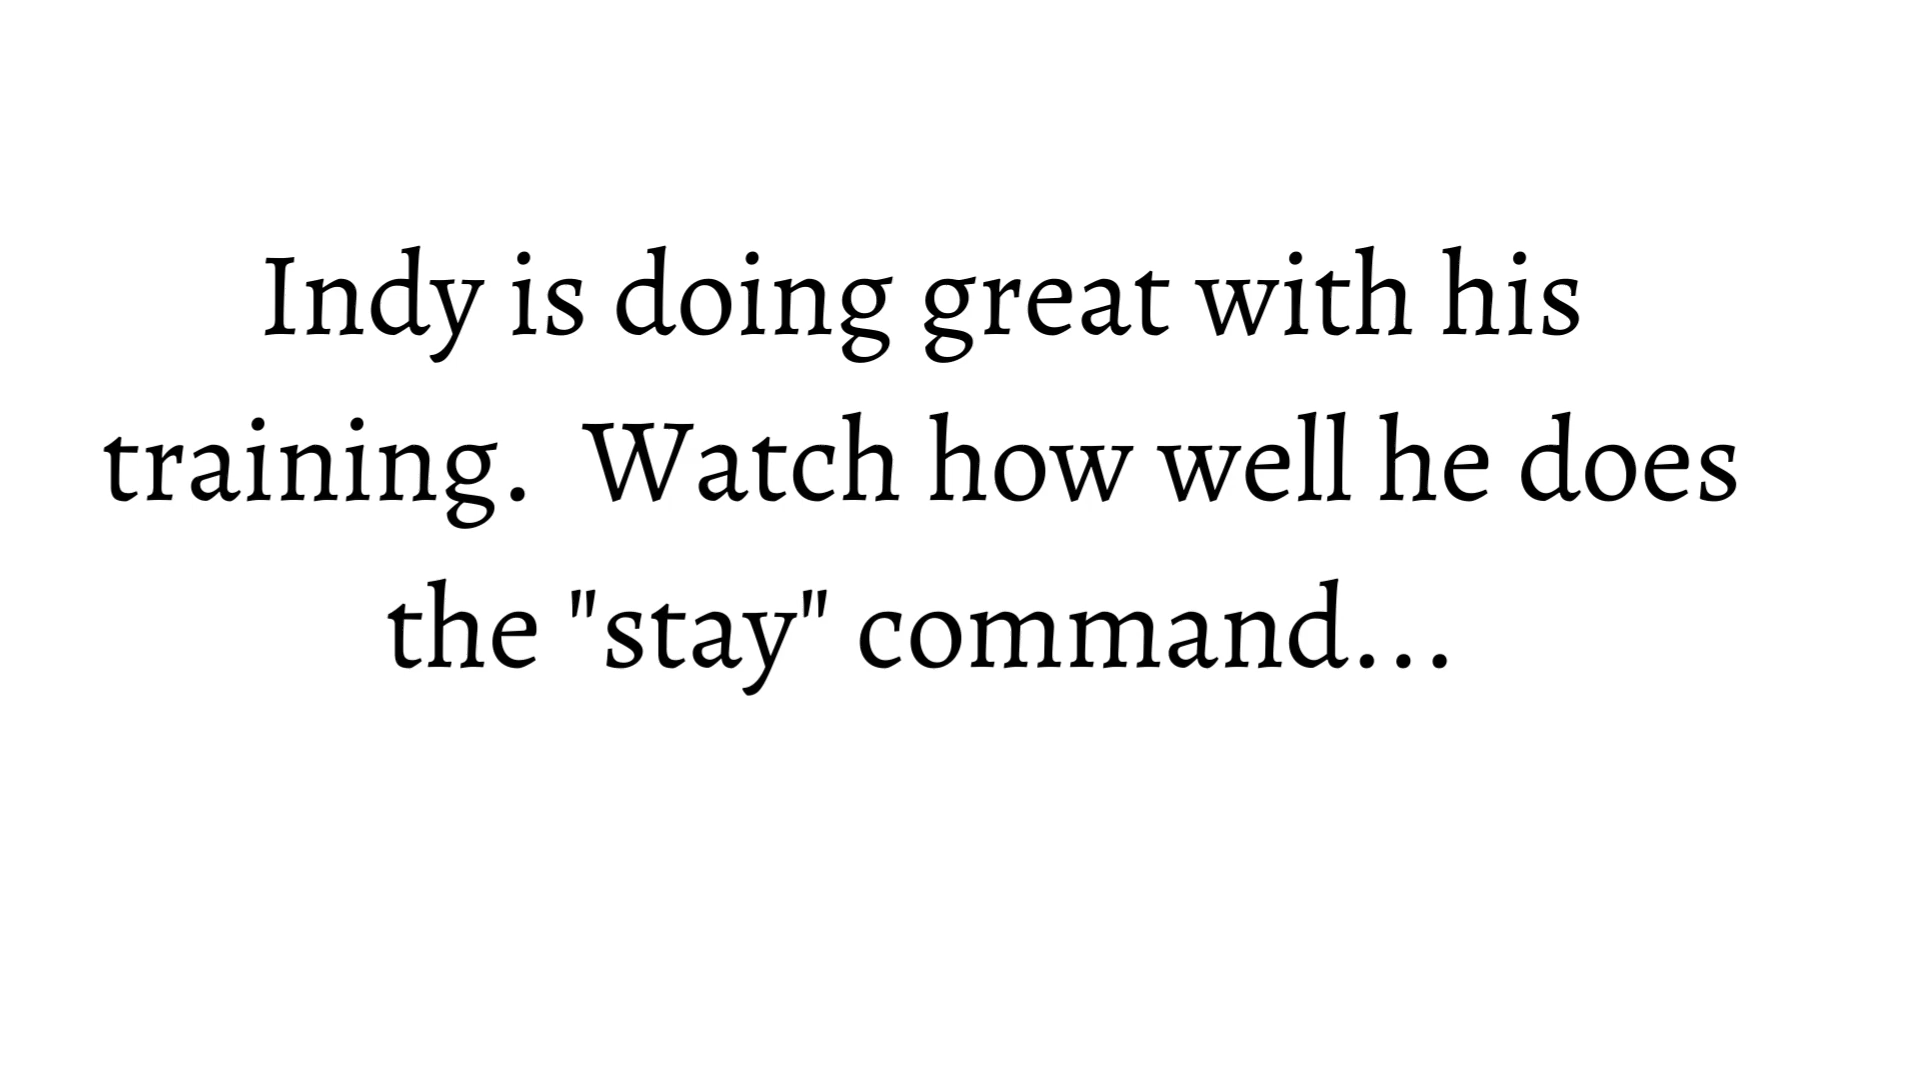 Indy is doing great with his
training.  Watch how well he does
the "stay" command...